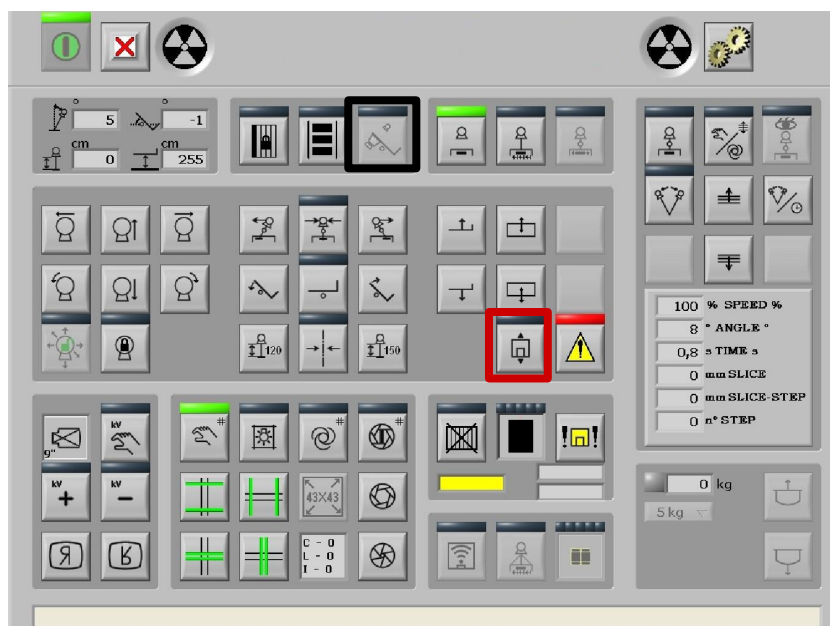 ° °
5 -1
cm cm
0 255
120 150
100 % SPEED %
8 ° ANGLE °
0,8 s TIME s
0 mm SLICE
0 mm SLICE-STEP
0 n° STEP
kV # # #
9"
kV kV
+ -
43X43
C - 0
L - 0
I - 0
R R
! !
0 kg
5 kg